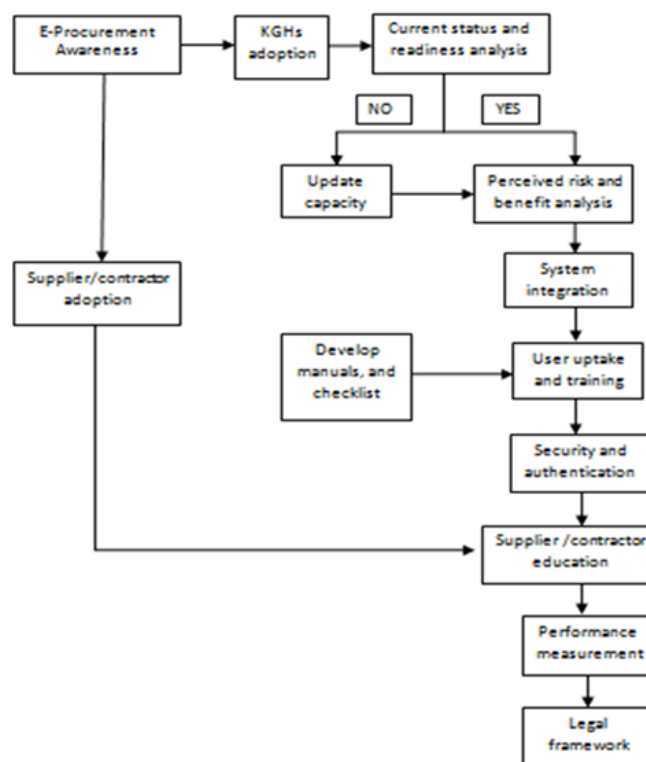 E-Procurement
Awareness
KGHs
adoption
Current status and
readiness analysis
NO
YES
Update
capacity
Perceived risk and
benefit analysis
Supplier/contractor
adoption
System
integration
Develop
manuals, and
checklist
User uptake
and training
Security and
authentication
Supplier /contractor
education
Performance
measurement
Legal
framework